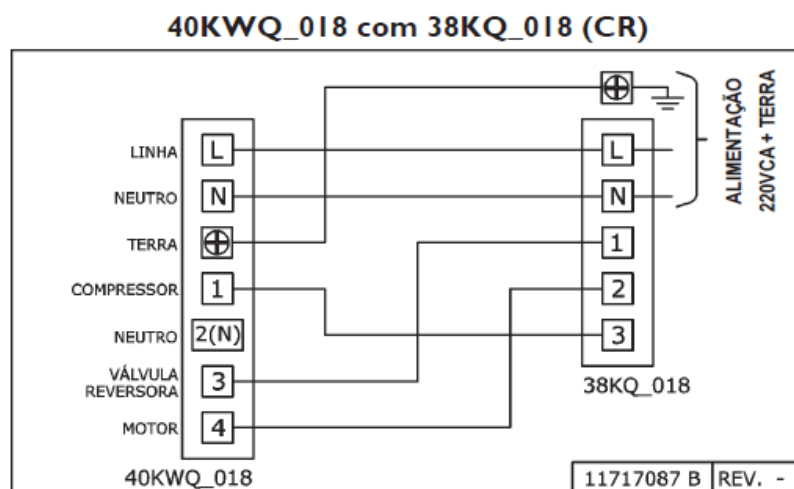 40KWQ_018 com 38KQ_018 (CR)
LINHA L
NEUTRO N
TERRA
COMPRESSOR 1
NEUTRO 2(N)
VÁLVULA
REVERSORA 3
MOTOR 4
40KWQ_018
L
N
1
2
3
38KQ_018
ALIMENTAÇÃO
220VCA + TERRA
11717087 B REV. -